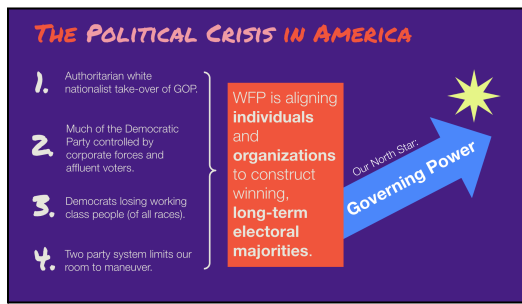 The Political Crisis in America
1.
Authoritarian white
nationalist take-over of GOP.
2.
Much of the Democratic
Party controlled by
corporate forces and
affluent voters.
3.
Democrats losing working
class people (of all races).
4.
Two party system limits our
room to maneuver.
WFP is aligning
individuals
and
organizations
to construct
winning,
long-term
electoral
majorities.
Our North Star:
Governing Power